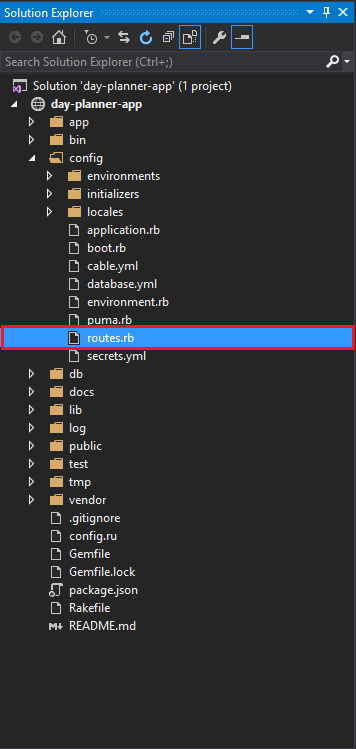 Solution Explorer
Search Solution Explorer (Ctrl+;)
Solution 'day-planner-app' (1 project)
day-planner-app
app
bin
config
environments
initializers
locales
application.rb
boot.rb
cable.yml
database.yml
environment.rb
puma.rb
routes.rb
secrets.yml
db
docs
lib
log
public
test
tmp
vendor
.gitignore
config.ru
Gemfile
Gemfile.lock
package.json
Rakefile
README.md